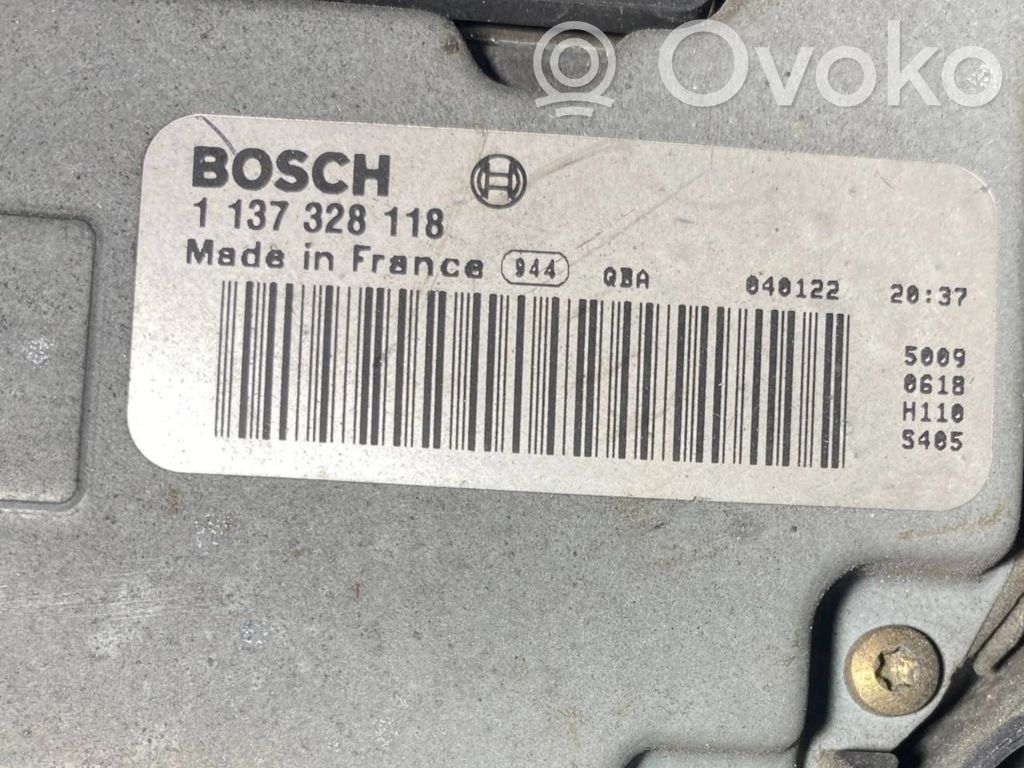 Ovoko
BOSCH
1 137 328 118
Made in France 944 QBA 040122 20:37
5009
0618
H110
S405